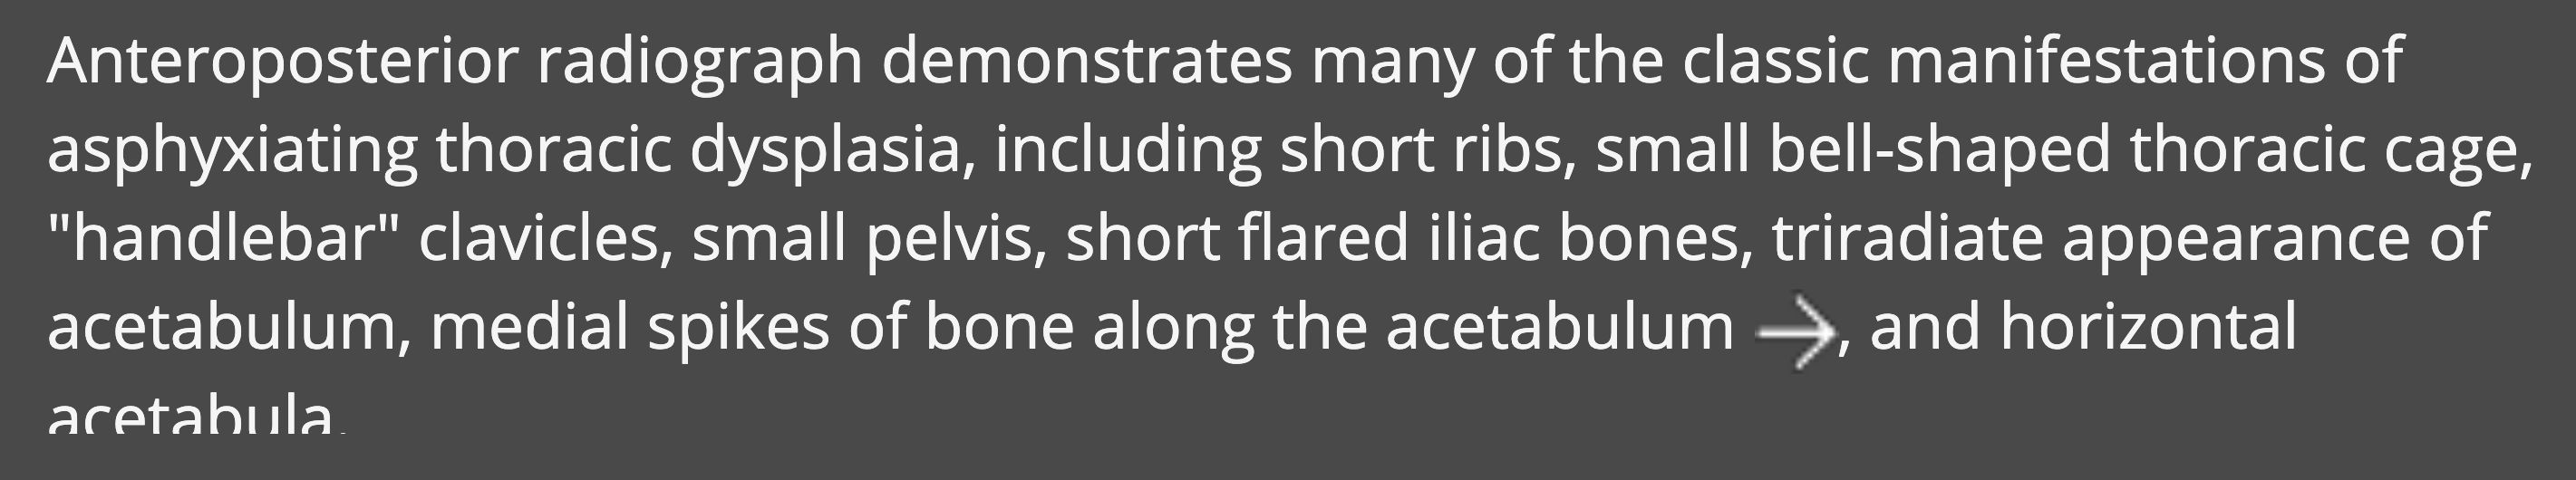 Anteroposterior radiograph demonstrates many of the classic manifestations of
asphyxiating thoracic dysplasia, including short ribs, small bell-shaped thoracic cage,
"handlebar" clavicles, small pelvis, short flared iliac bones, triradiate appearance of
acetabulum, medial spikes of bone along the acetabulum →, and horizontal
acetabula.